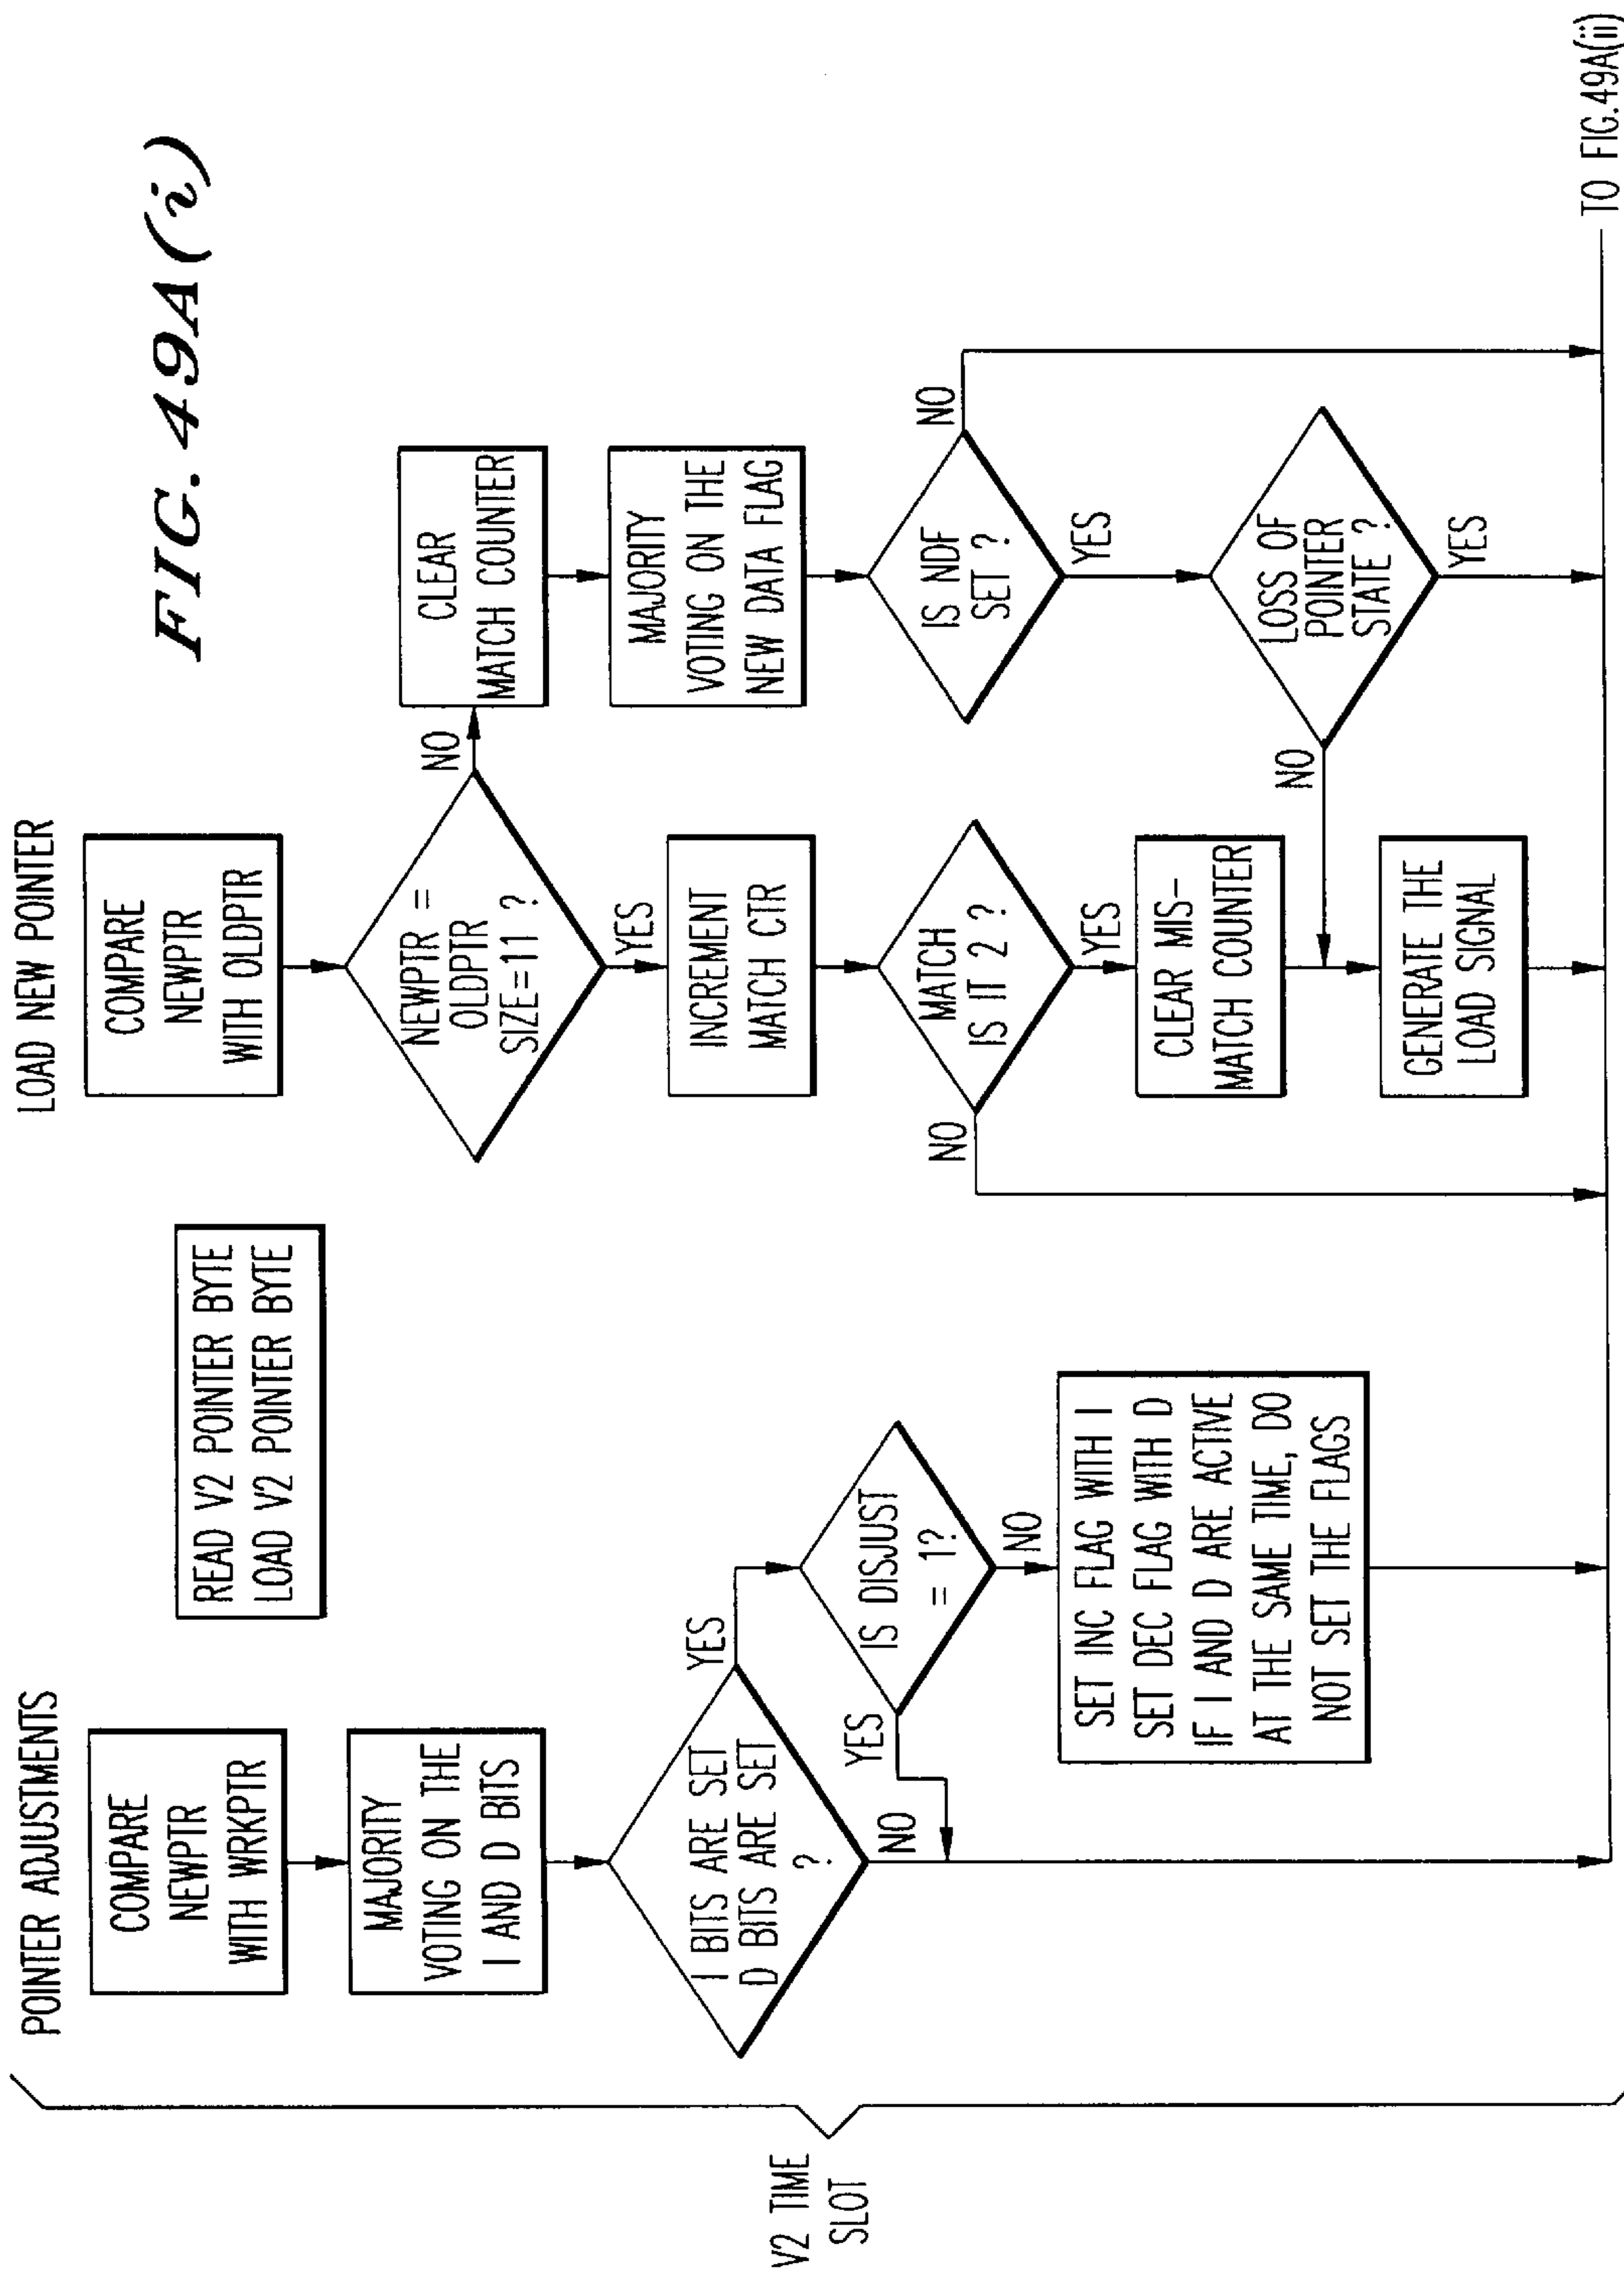 FIG. 49A(i)
V2 TIME
SLOT
POINTER ADJUSTMENTS
COMPARE
NEWPTR
WITH WRKPTR
MAJORITY
VOTING ON THE
I AND D BITS
I BITS ARE SET
D BITS ARE SET
?
YES
NO
IS DISJUST
= 1?
YES
NO
SET INC FLAG WITH I
SET DEC FLAG WITH D
IF I AND D ARE ACTIVE
AT THE SAME TIME, DO
NOT SET THE FLAGS
READ V2 POINTER BYTE
LOAD V2 POINTER BYTE
LOAD NEW POINTER
COMPARE
NEWPTR
WITH OLDPTR
NEWPTR =
OLDPTR
SIZE=11 ?
NO
YES
INCREMENT
MATCH CTR
MATCH
IS IT 2 ?
NO
YES
CLEAR MIS-
MATCH COUNTER
GENERATE THE
LOAD SIGNAL
CLEAR
MATCH COUNTER
MAJORITY
VOTING ON THE
NEW DATA FLAG
IS NDF
SET ?
NO
YES
LOSS OF
POINTER
STATE ?
NO
YES
TO FIG.49A(ii)